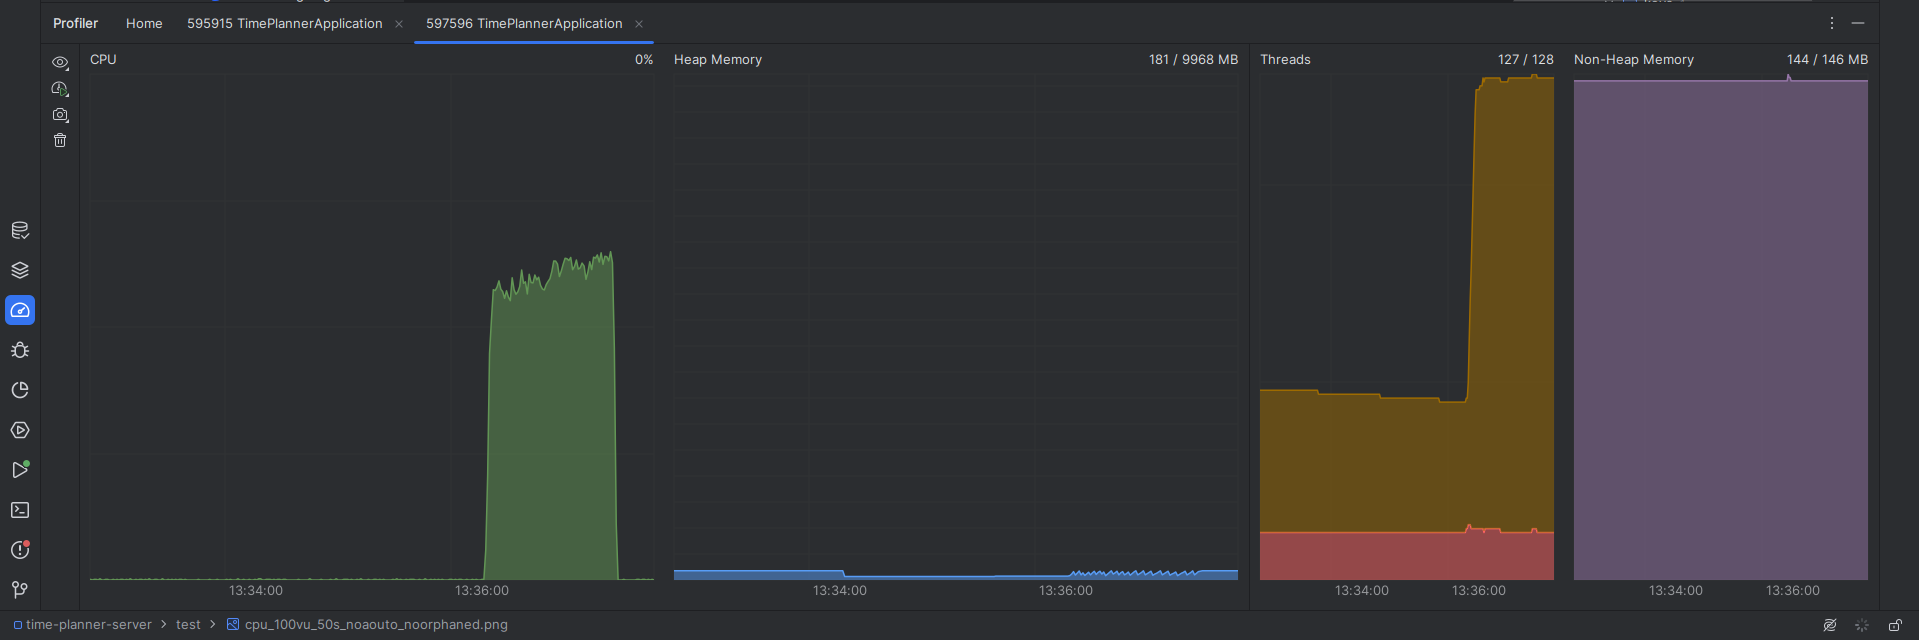 Profiler Home 595915 TimePlannerApplication 597596 TimePlannerApplication
CPU 0% Heap Memory 181 / 9968 MB Threads 127 / 128 Non-Heap Memory 144 / 146 MB
13:34:00 13:36:00 13:34:00 13:36:00 13:34:00 13:36:00 13:34:00 13:36:00
time-planner-server test cpu_100vu_50s_noaouto_noorphaned.png